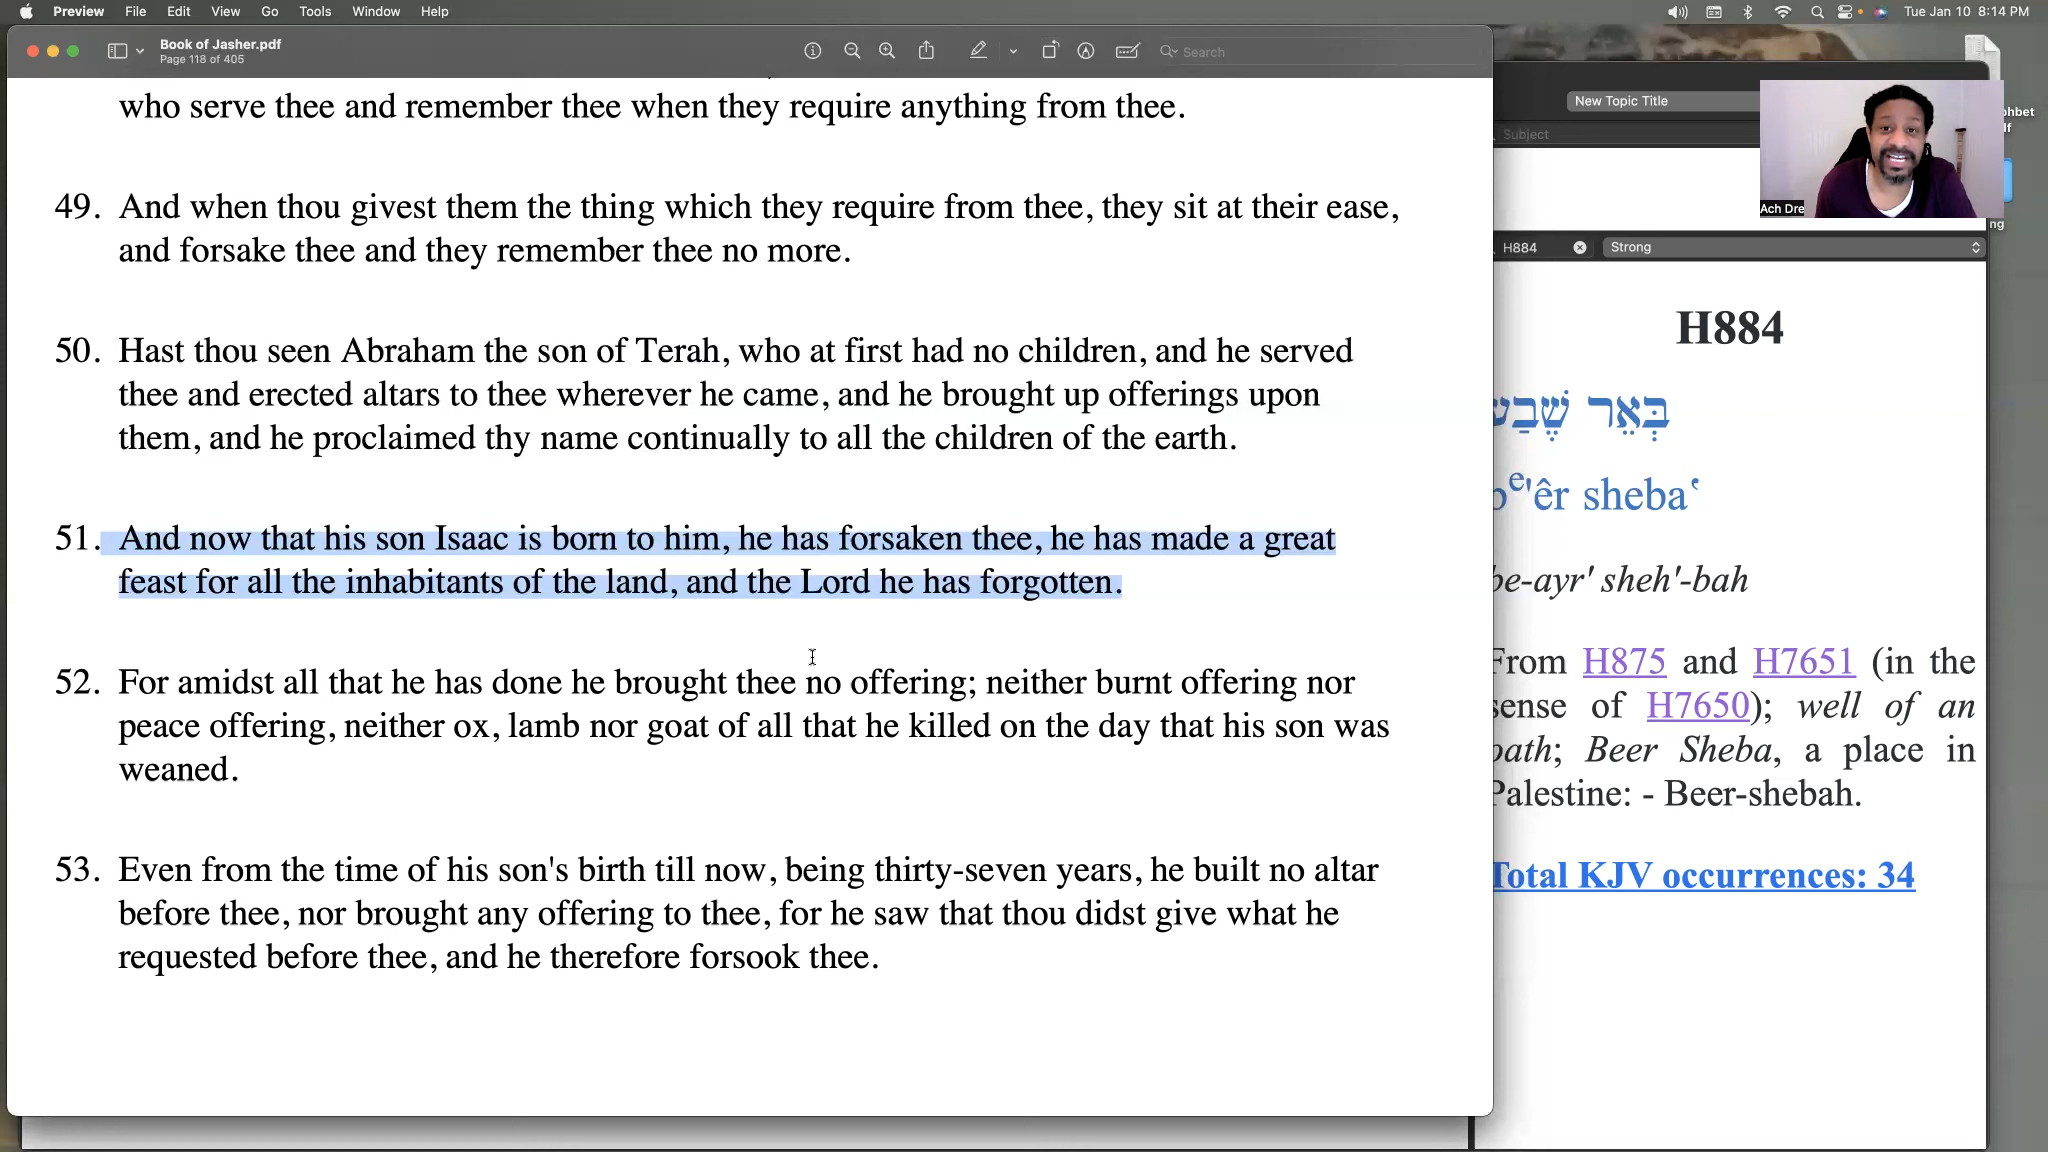 Preview File Edit View Go Tools Window Help
Tue Jan 10 8:14 PM
Book of Jasher.pdf
Page 118 of 405
Search
who serve thee and remember thee when they require anything from thee.
49. And when thou givest them the thing which they require from thee, they sit at their ease,
and forsake thee and they remember thee no more.
50. Hast thou seen Abraham the son of Terah, who at first had no children, and he served
thee and erected altars to thee wherever he came, and he brought up offerings upon
them, and he proclaimed thy name continually to all the children of the earth.
51. And now that his son Isaac is born to him, he has forsaken thee, he has made a great
feast for all the inhabitants of the land, and the Lord he has forgotten.
52. For amidst all that he has done he brought thee no offering; neither burnt offering nor
peace offering, neither ox, lamb nor goat of all that he killed on the day that his son was
weaned.
53. Even from the time of his son's birth till now, being thirty-seven years, he built no altar
before thee, nor brought any offering to thee, for he saw that thou didst give what he
requested before thee, and he therefore forsook thee.
New Topic Title
Subject
Ach Dre
H884
Strong
H884
בְּאֵר שֶׁבַע
be'êr sheba‛
be-ayr' sheh'-bah
From H875 and H7651 (in the
sense of H7650); well of an
oath; Beer Sheba, a place in
Palestine: - Beer-shebah.
Total KJV occurrences: 34